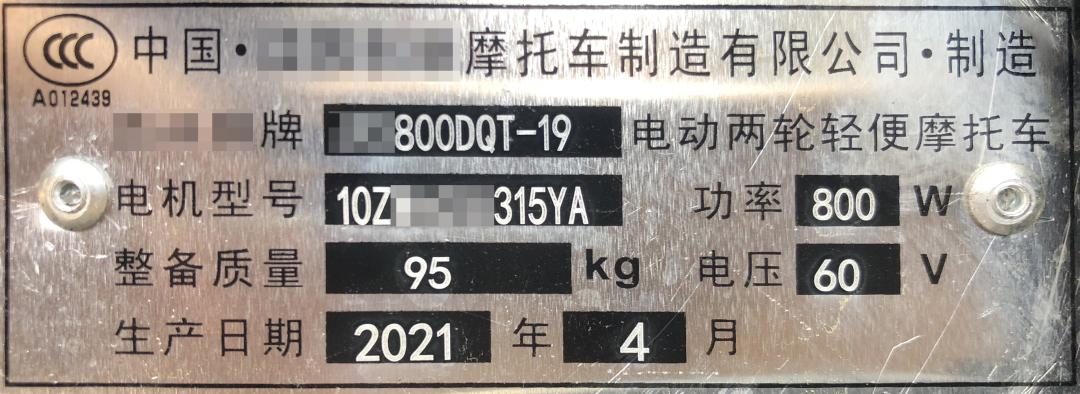 CCC 中国· 摩托车制造有限公司·制造
A012439
牌 800DQT-19 电动两轮轻便摩托车
电机型号 10Z 315YA 功率 800 W
整备质量 95 kg 电压 60 V
生产日期 2021 年 4 月